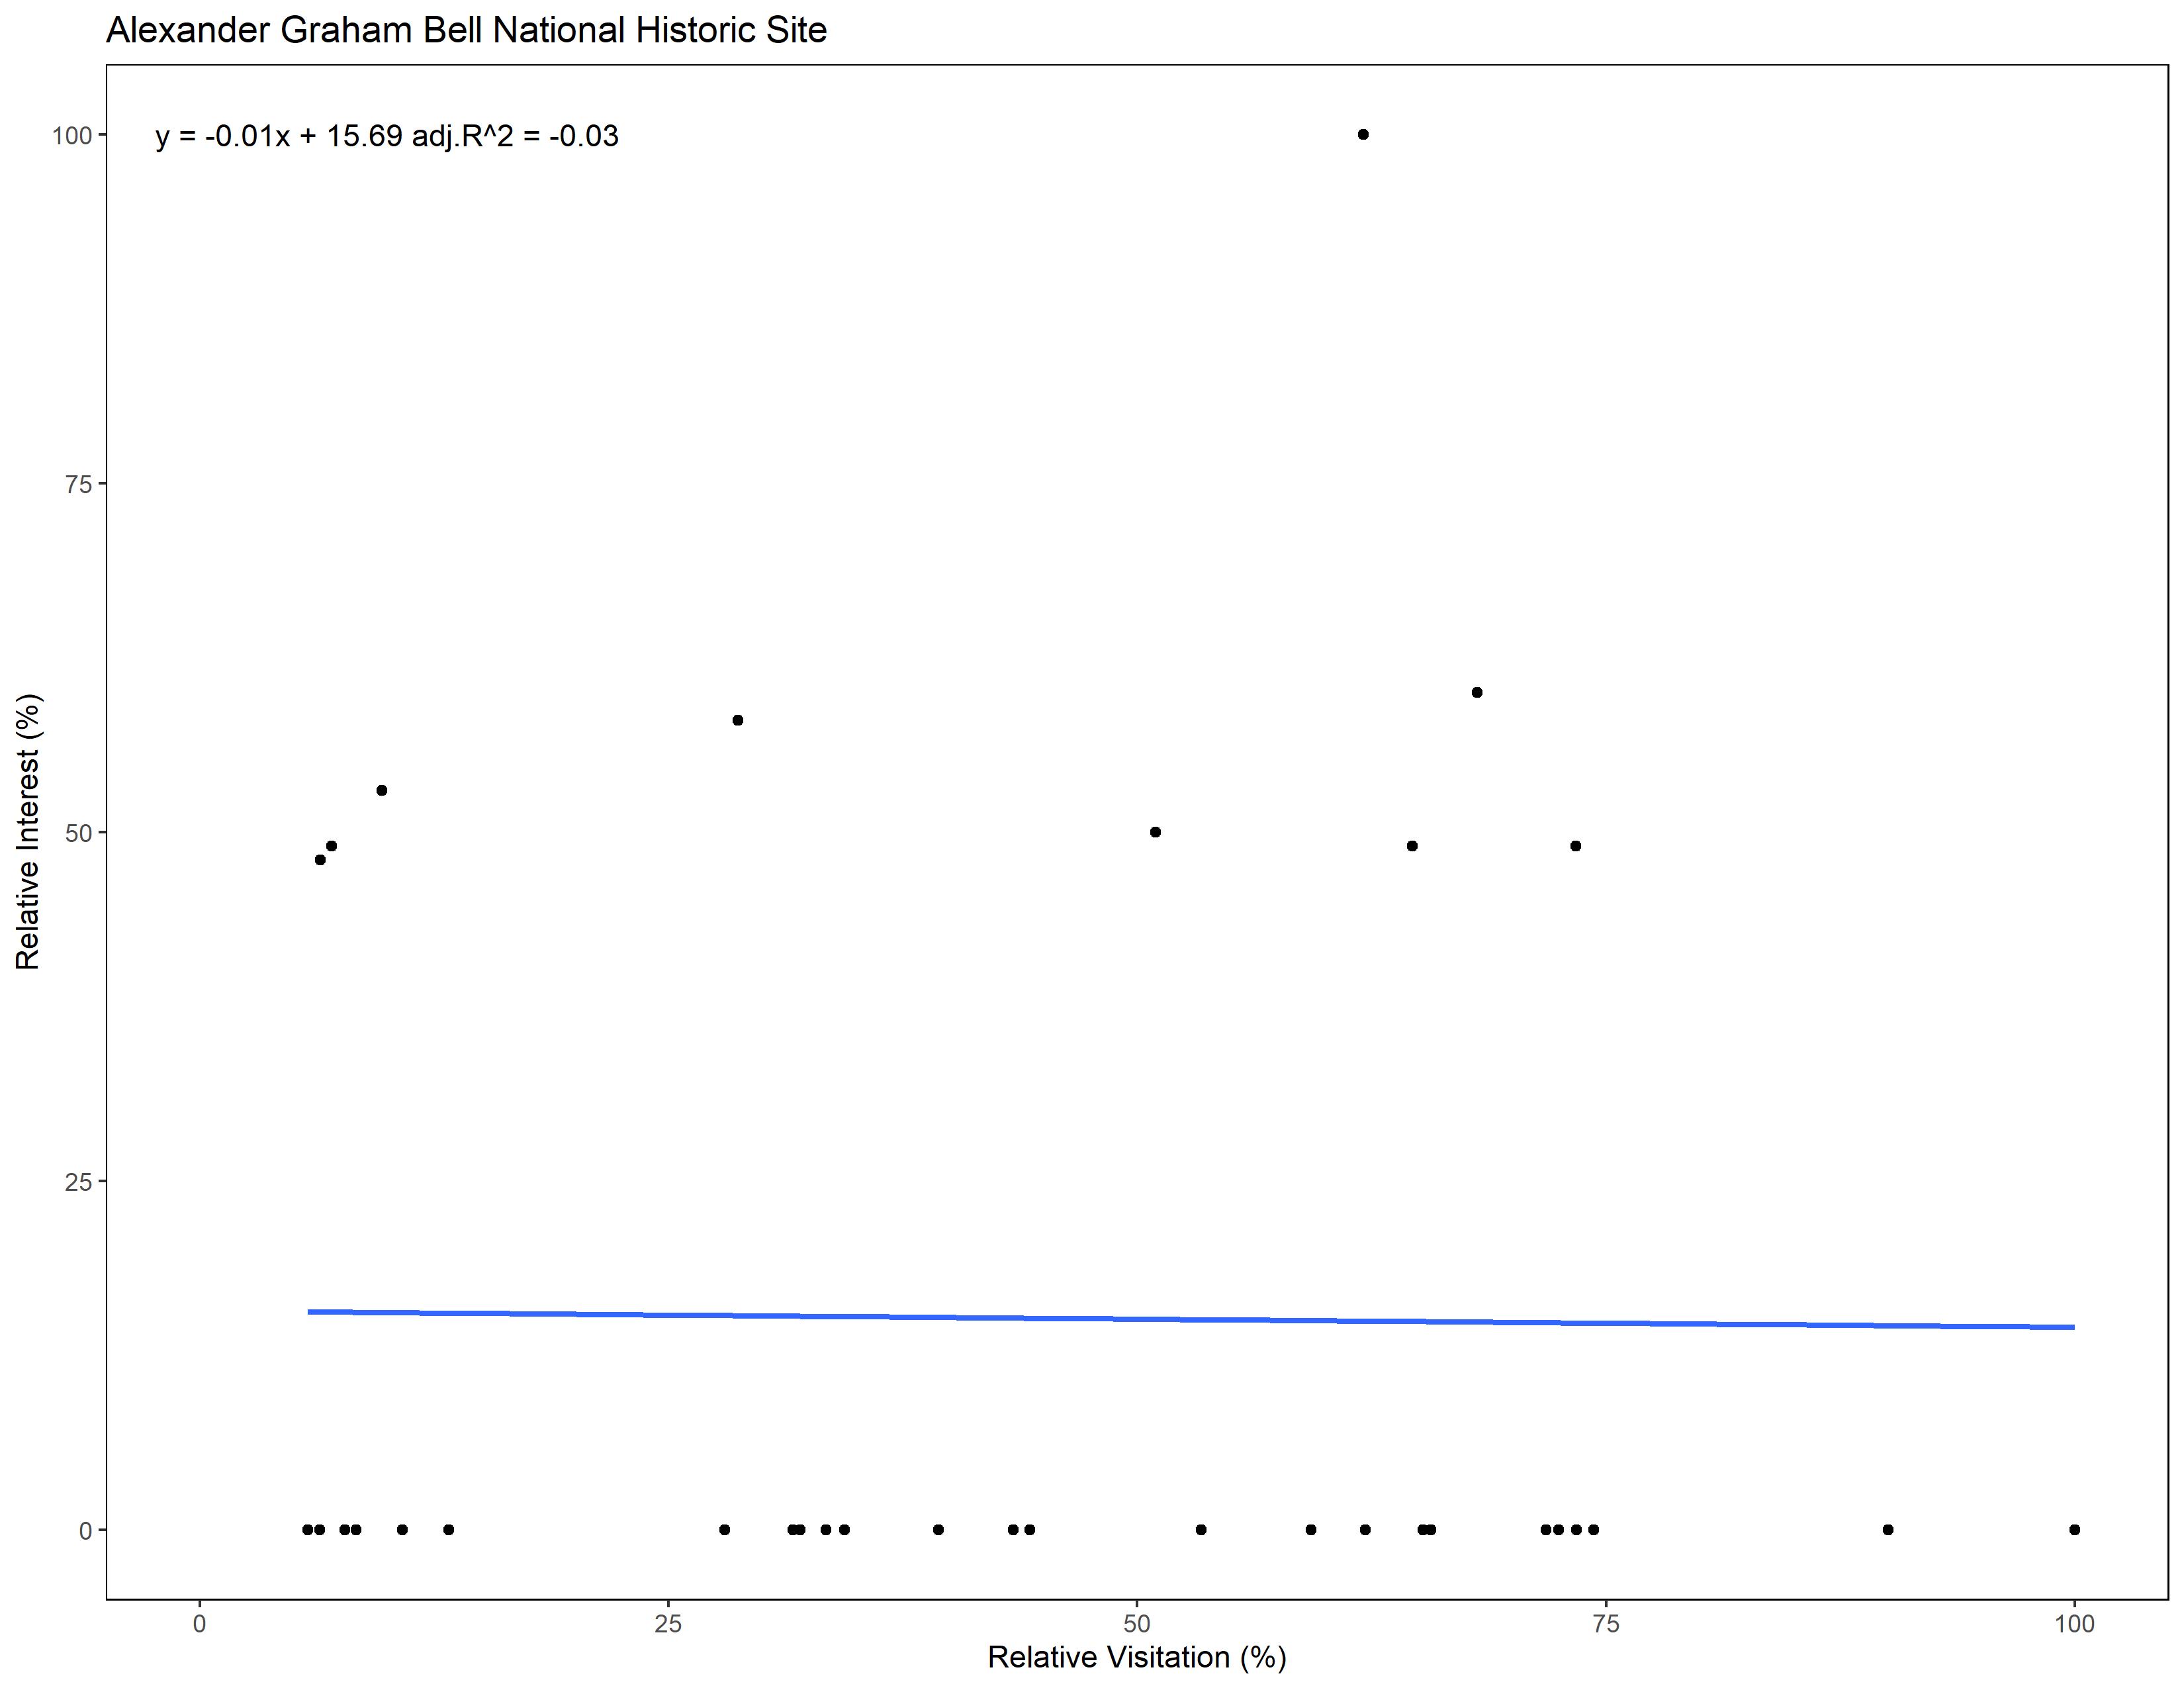 Alexander Graham Bell National Historic Site
y = -0.01x + 15.69 adj.R^2 = -0.03
100
75
50
25
0
Relative Interest (%)
0 25 50 75 100
Relative Visitation (%)